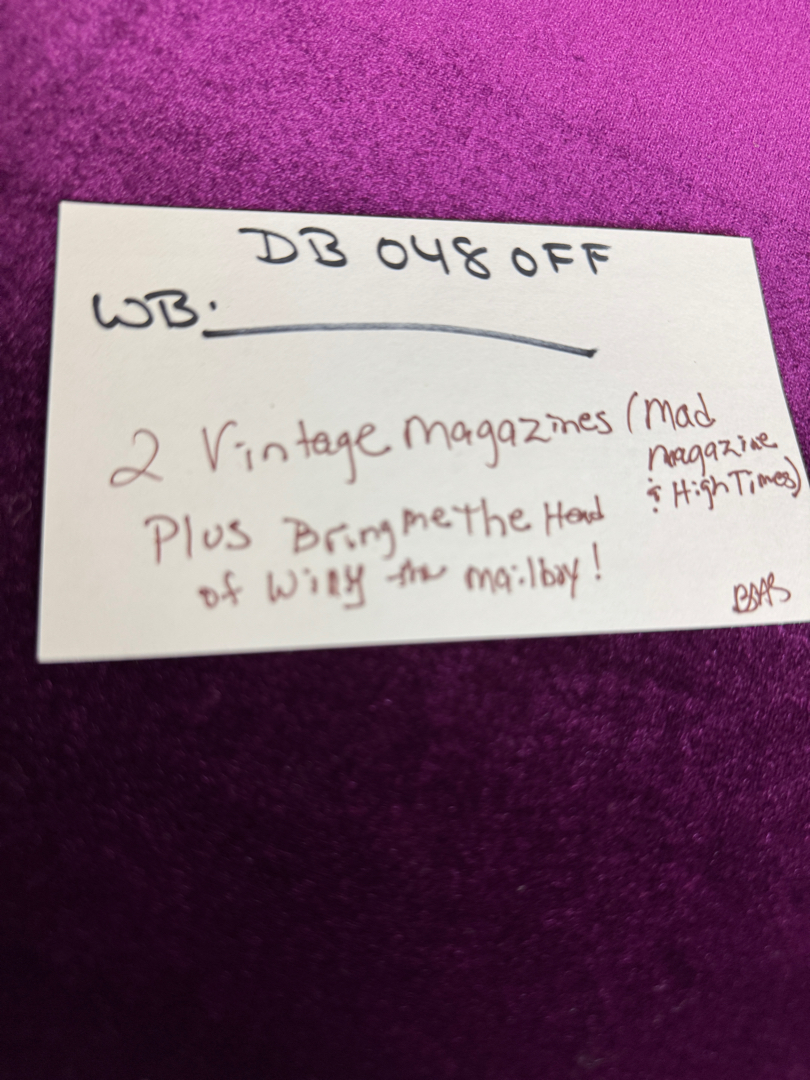 DB 048 OFF
WB.
2 Vintage magazines (Mad
magazine
& High Times)
Plus Bring me the Head
of Willy the mailboy!